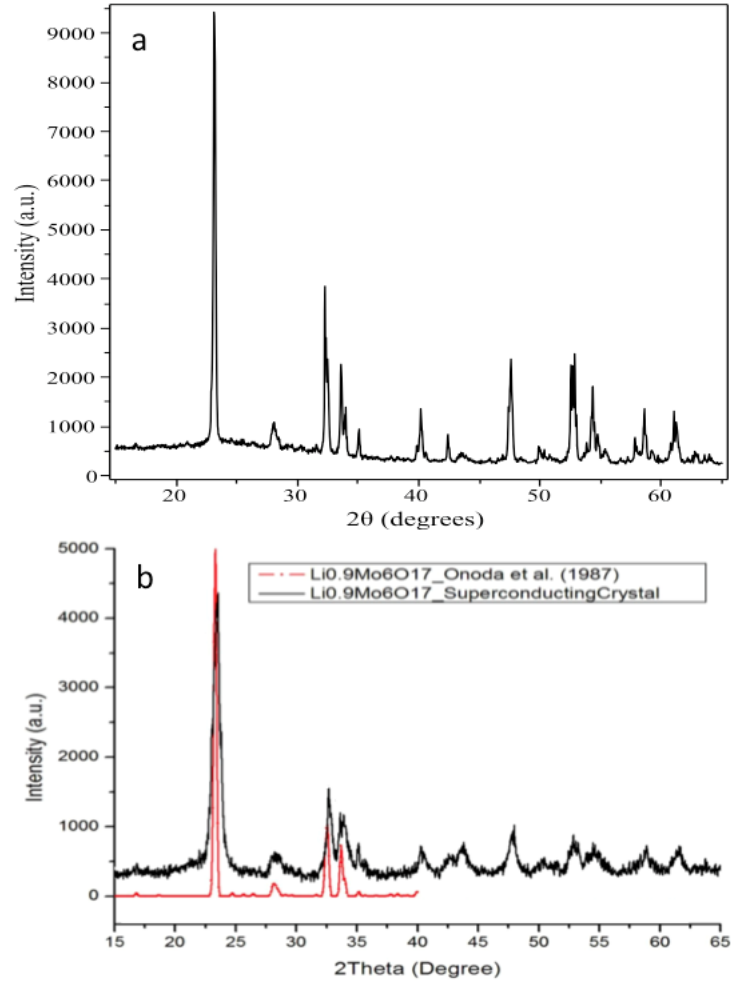 a
9000
8000
7000
6000
5000
4000
3000
2000
1000
0
Intensity (a.u.)
20 30 40 50 60
2θ (degrees)
b
Li0.9Mo6O17_Onoda et al. (1987)
Li0.9Mo6O17_SuperconductingCrystal
5000
4000
3000
2000
1000
0
Intensity (a.u.)
15 20 25 30 35 40 45 50 55 60 65
2Theta (Degree)